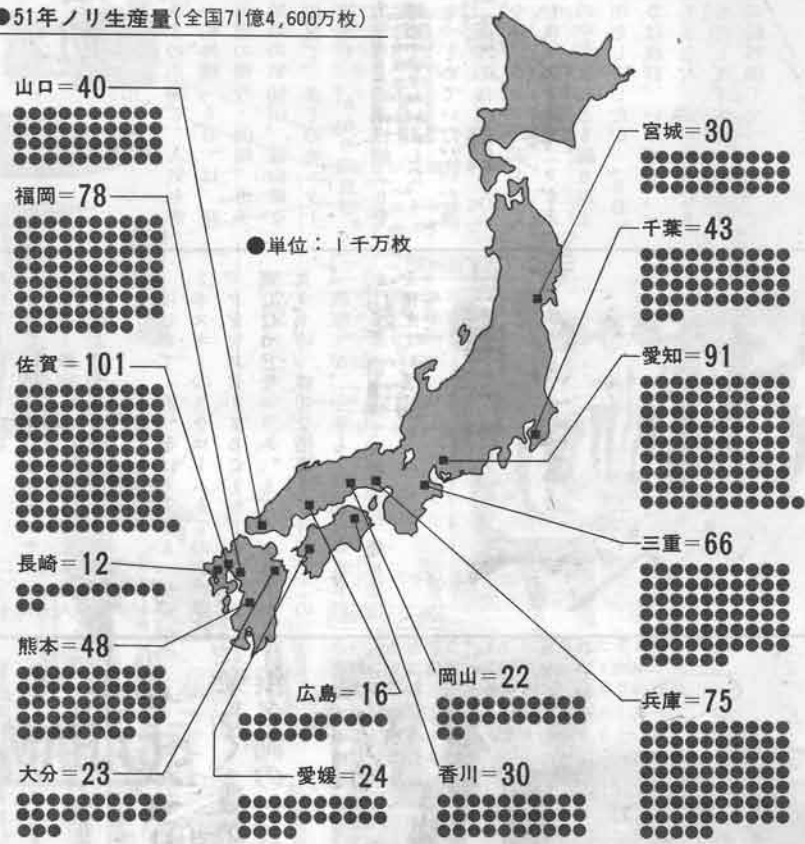 ●51年ノリ生産量(全国71億4,600万枚)
山口=40
福岡=78
佐賀=101
長崎=12
熊本=48
大分=23
●単位：1千万枚
広島=16
愛媛=24
岡山=22
香川=30
宮城=30
千葉=43
愛知=91
三重=66
兵庫=75